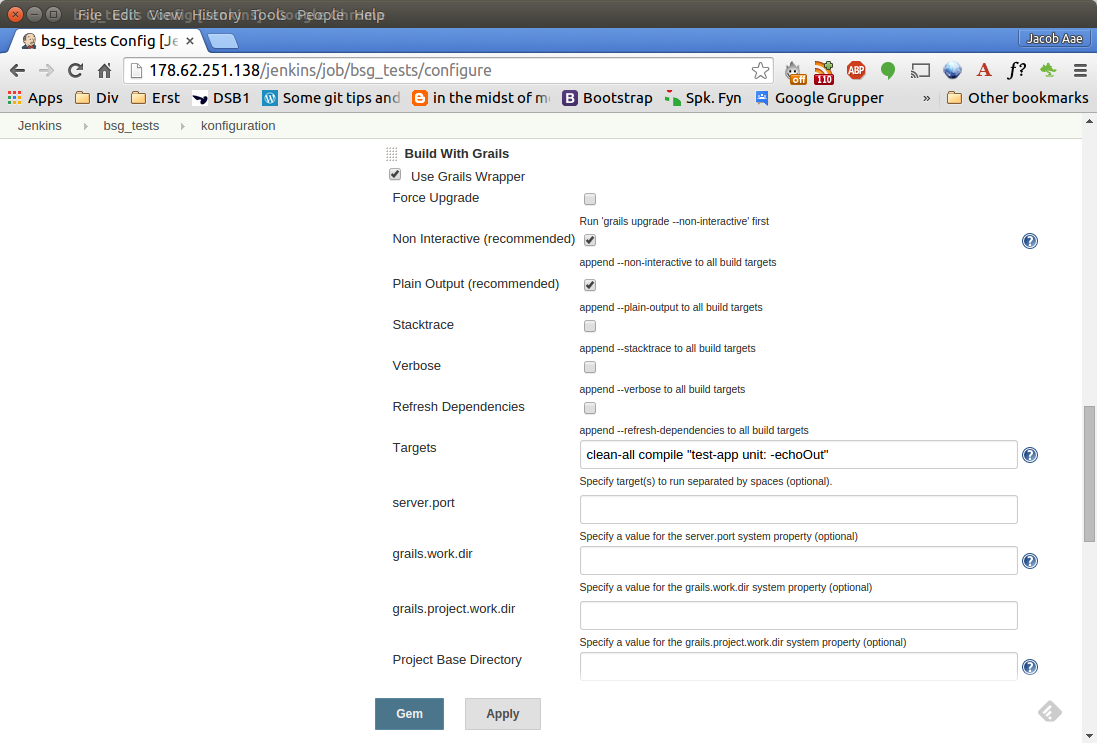 File Edit View History Tools People Help
bsg_tests Config [Je
Jacob Aae
178.62.251.138/jenkins/job/bsg_tests/configure
off
110
ABP
A
f?
Apps Div Erst DSB1 Some git tips and in the midst of m Bootstrap Spk. Fyn Google Grupper » Other bookmarks
Jenkins bsg_tests konfiguration
Build With Grails
Use Grails Wrapper
Force Upgrade
Run 'grails upgrade --non-interactive' first
Non Interactive (recommended)
append --non-interactive to all build targets
Plain Output (recommended)
append --plain-output to all build targets
Stacktrace
append --stacktrace to all build targets
Verbose
append --verbose to all build targets
Refresh Dependencies
append --refresh-dependencies to all build targets
Targets clean-all compile "test-app unit: -echoOut"
Specify target(s) to run separated by spaces (optional).
server.port
Specify a value for the server.port system property (optional)
grails.work.dir
Specify a value for the grails.work.dir system property (optional)
grails.project.work.dir
Specify a value for the grails.project.work.dir system property (optional)
Project Base Directory
Gem Apply